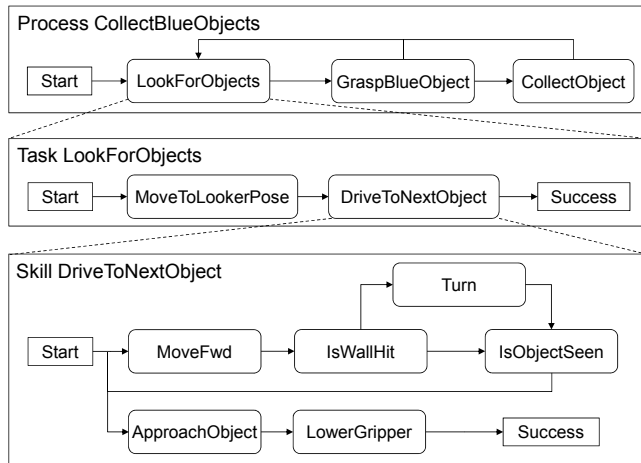 Process CollectBlueObjects
Start
LookForObjects
GraspBlueObject
CollectObject
Task LookForObjects
Start
MoveToLookerPose
DriveToNextObject
Success
Skill DriveToNextObject
Turn
Start
MoveFwd
IsWallHit
IsObjectSeen
ApproachObject
LowerGripper
Success